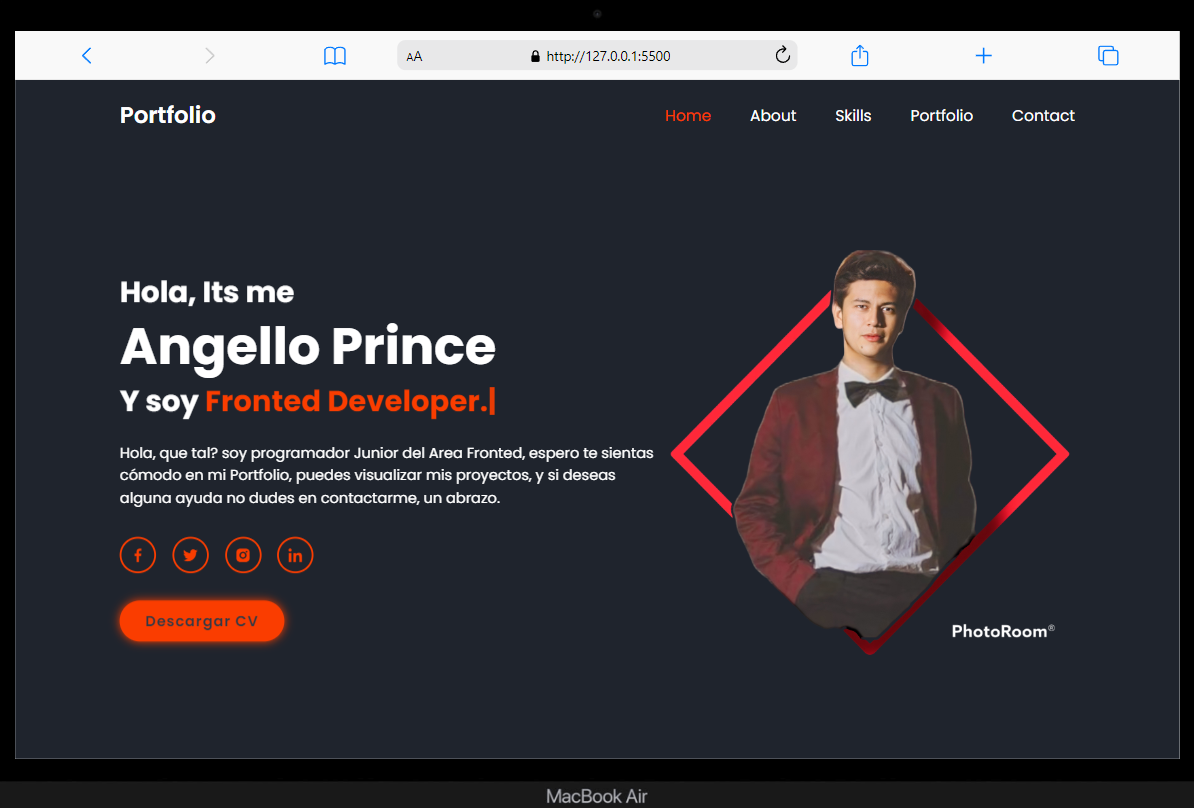 AA
http://127.0.0.1:5500
Portfolio
Home About Skills Portfolio Contact
Hola, Its me
Angello Prince
Y soy Fronted Developer.|
Hola, que tal? soy programador Junior del Area Fronted, espero te sientas
cómodo en mi Portfolio, puedes visualizar mis proyectos, y si deseas
alguna ayuda no dudes en contactarme, un abrazo.
Descargar CV
PhotoRoom®
MacBook Air